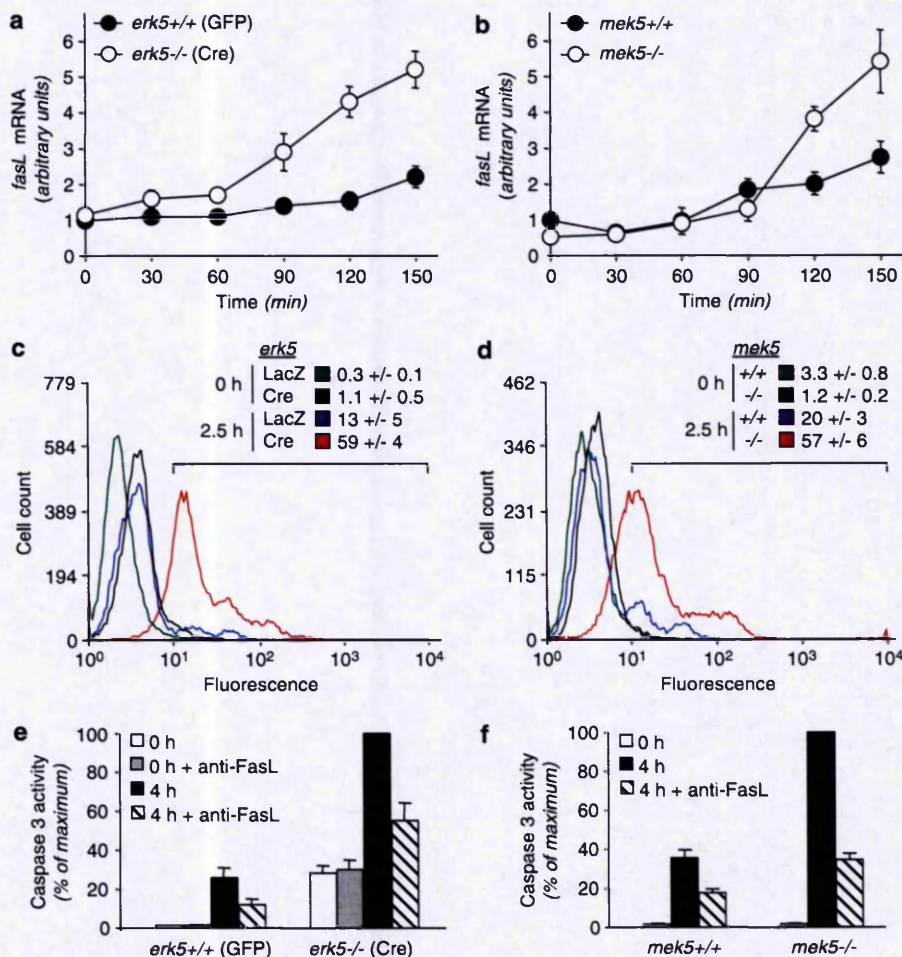 a
erk5+/+ (GFP)
erk5-/- (Cre)
fasL mRNA
(arbitrary units)
6
5
4
3
2
1
0
0
30
60
90
120
150
Time (min)
b
mek5+/+
mek5-/-
fasL mRNA
(arbitrary units)
6
5
4
3
2
1
0
0
30
60
90
120
150
Time (min)
c
erk5
0 h
LacZ 0.3 +/- 0.1
Cre 1.1 +/- 0.5
2.5 h
LacZ 13 +/- 5
Cre 59 +/- 4
Cell count
779
584
389
194
0
10⁰
10¹
10²
10³
10⁴
Fluorescence
d
mek5
0 h
+/+ 3.3 +/- 0.8
-/- 1.2 +/- 0.2
2.5 h
+/+ 20 +/- 3
-/- 57 +/- 6
Cell count
462
346
231
115
0
10⁰
10¹
10²
10³
10⁴
Fluorescence
e
0 h
0 h + anti-FasL
4 h
4 h + anti-FasL
Caspase 3 activity
(% of maximum)
100
80
60
40
20
0
erk5+/+ (GFP)
erk5-/- (Cre)
f
0 h
4 h
4 h + anti-FasL
Caspase 3 activity
(% of maximum)
100
80
60
40
20
0
mek5+/+
mek5-/-